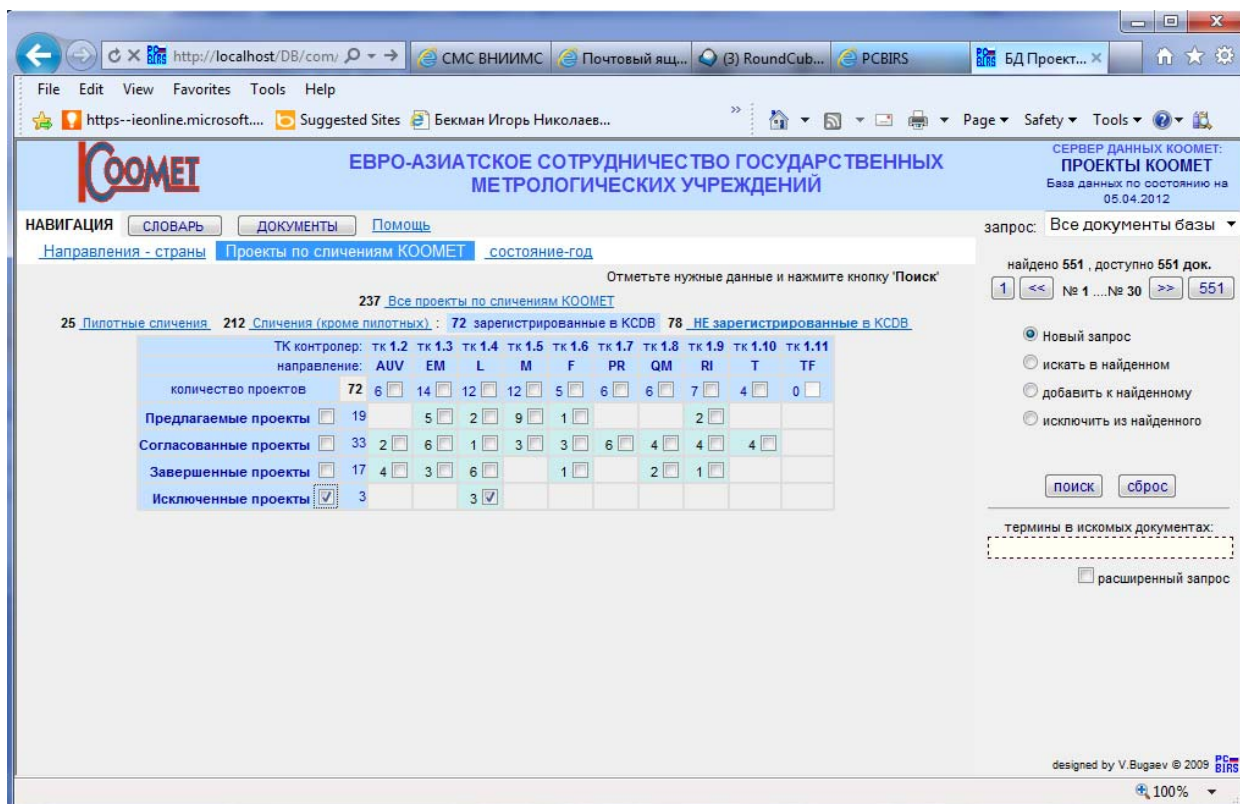 http://localhost/DB/com/
СМС ВНИИМС
Почтовый ящ...
(3) RoundCub...
PCBIRS
БД Проект...
File Edit View Favorites Tools Help
https--ieonline.microsoft....
Suggested Sites
Бекман Игорь Николаев...
Page Safety Tools
КООМЕТ
ЕВРО-АЗИАТСКОЕ СОТРУДНИЧЕСТВО ГОСУДАРСТВЕННЫХ
МЕТРОЛОГИЧЕСКИХ УЧРЕЖДЕНИЙ
СЕРВЕР ДАННЫХ КООМЕТ:
ПРОЕКТЫ КООМЕТ
База данных по состоянию на
05.04.2012
НАВИГАЦИЯ СЛОВАРЬ ДОКУМЕНТЫ Помощь
запрос: Все документы базы
Направления - страны Проекты по сличениям КООМЕТ состояние-год
Отметьте нужные данные и нажмите кнопку 'Поиск'
237 Все проекты по сличениям КООМЕТ
25 Пилотные сличения 212 Сличения (кроме пилотных) : 72 зарегистрированные в KCDB 78 НЕ зарегистрированные в KCDB
ТК контролер: тк 1.2 тк 1.3 тк 1.4 тк 1.5 тк 1.6 тк 1.7 тк 1.8 тк 1.9 тк 1.10 тк 1.11
направление: AUV EM L M F PR QM RI T TF
количество проектов 72 6 14 12 12 5 6 6 7 4 0
Предлагаемые проекты 19 5 2 9 1 2
Согласованные проекты 33 2 6 1 3 3 6 4 4 4
Завершенные проекты 17 4 3 6 1 2 1
Исключенные проекты 3 3
найдено 551 , доступно 551 док.
1 << № 1 ....№ 30 >> 551
Новый запрос
искать в найденном
добавить к найденному
исключить из найденного
поиск сброс
термины в искомых документах:
расширенный запрос
designed by V.Bugaev © 2009 PC BIRS
100%